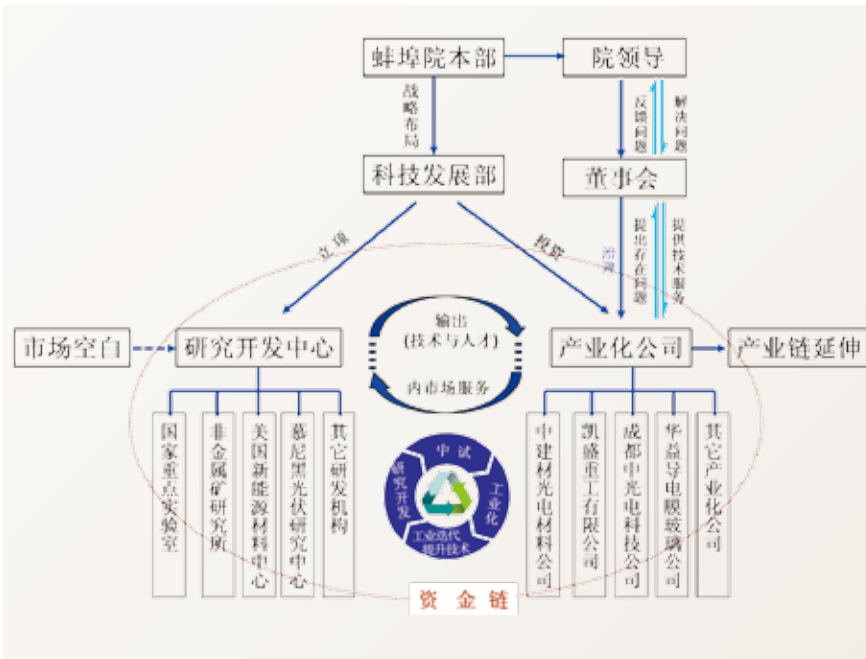 蚌埠院本部
院领导
战略布局
反馈问题
解决问题
科技发展部
董事会
立项
投资
治理
提出存在问题
提供技术服务
市场空白
研究开发中心
输出
(技术与人才)
内市场服务
产业化公司
产业链延伸
国家重点实验室
非金属矿研究所
美国新能源材料中心
慕尼黑光伏研究中心
其它研发机构
中试
研究开发
工业化
工业迭代
提升技术
中建材光电材料公司
凯盛重工有限公司
成都中光电科技公司
华益导电膜玻璃公司
其它产业化公司
资金链